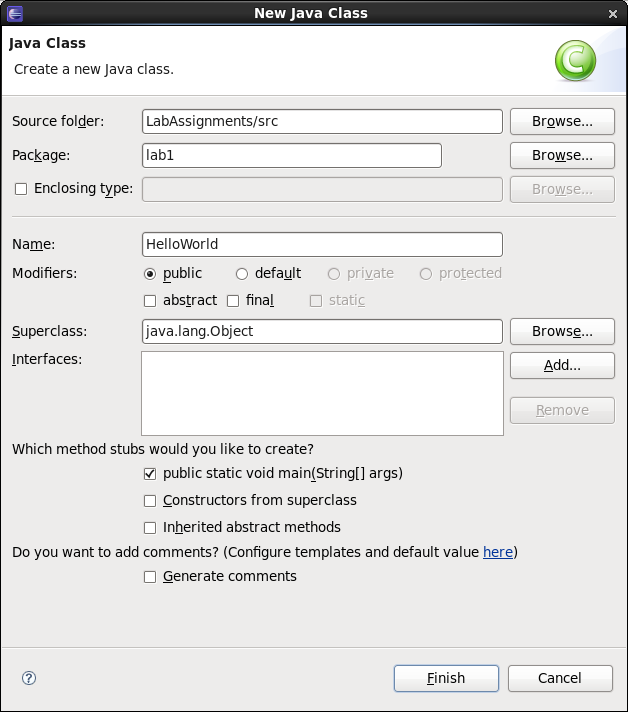 New Java Class
Java Class
Create a new Java class.
C
Source folder: LabAssignments/src Browse...
Package: lab1 Browse...
Enclosing type: Browse...
Name: HelloWorld
Modifiers: public default private protected
abstract final static
Superclass: java.lang.Object Browse...
Interfaces: Add...
Remove
Which method stubs would you like to create?
public static void main(String[] args)
Constructors from superclass
Inherited abstract methods
Do you want to add comments? (Configure templates and default value here)
Generate comments
? Finish Cancel